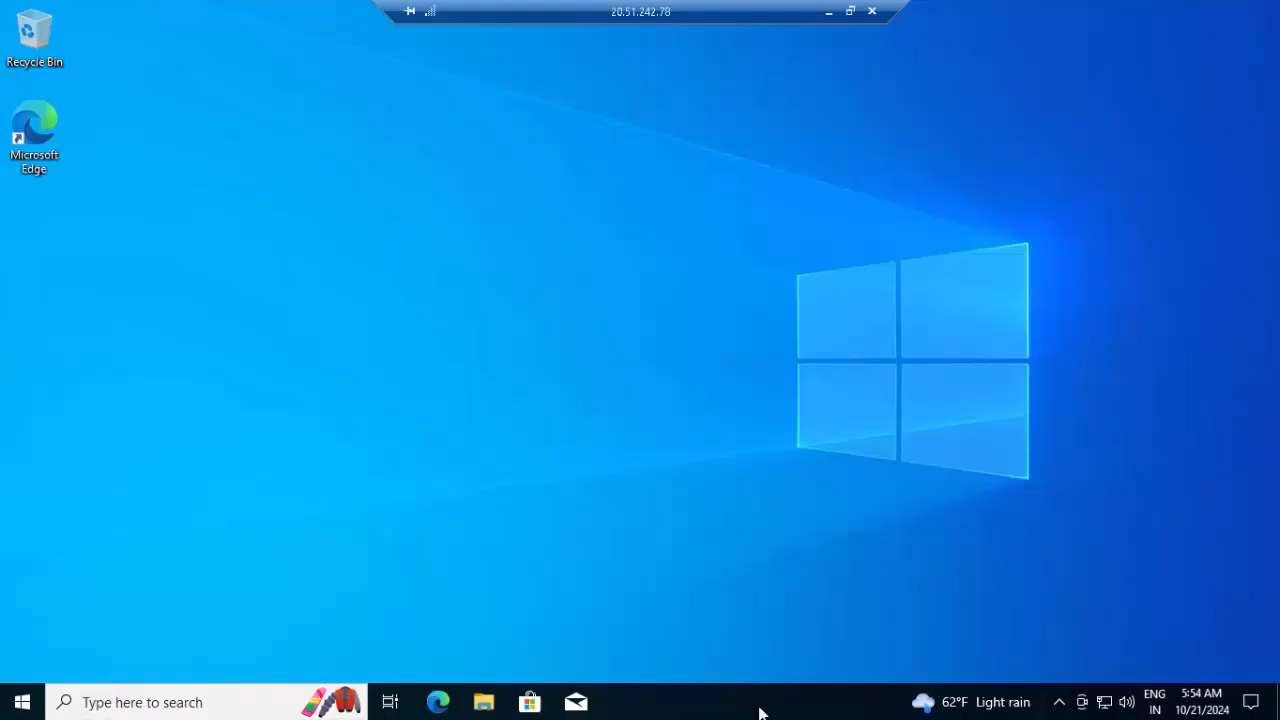 20.51.242.78
Recycle Bin
Microsoft
Edge
Type here to search
62°F Light rain
ENG
IN
5:54 AM
10/21/2024